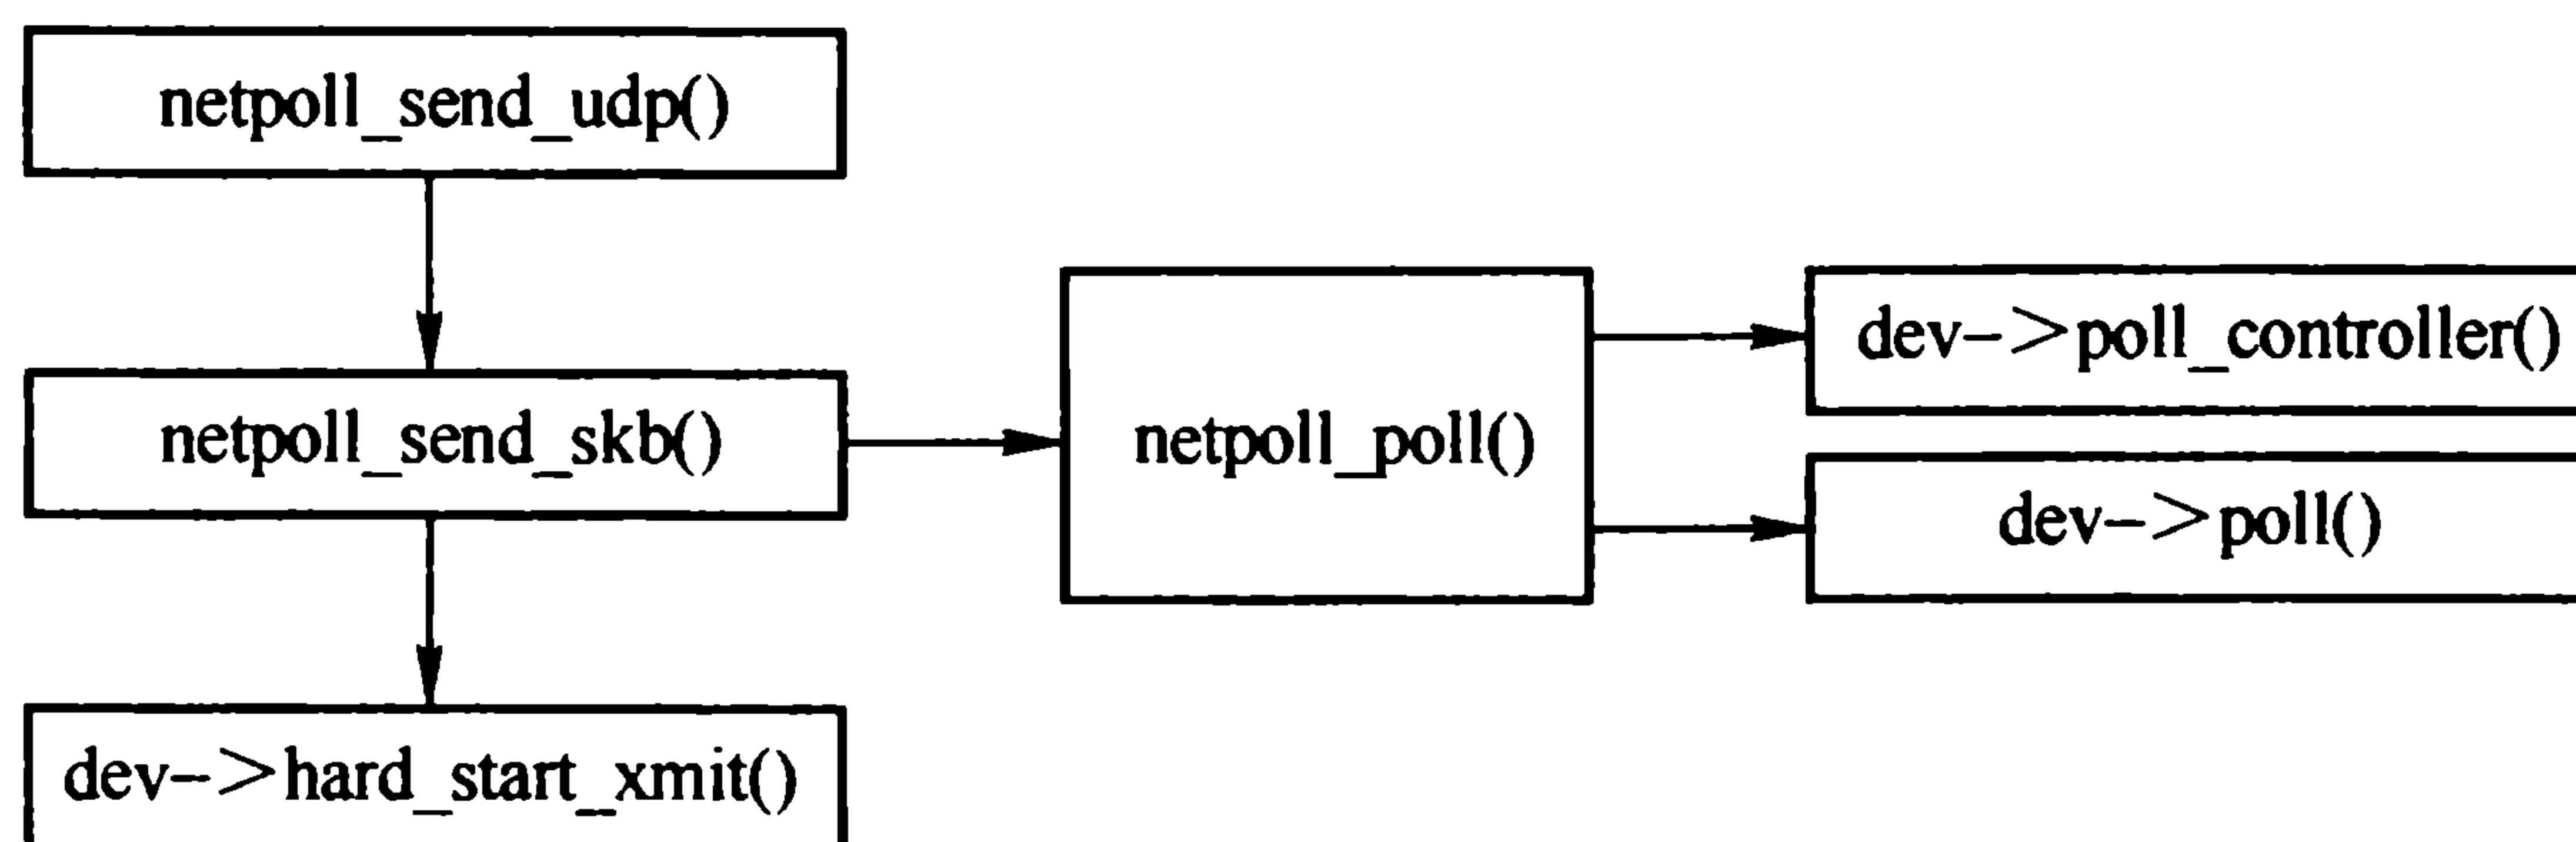 netpoll_send_udp()
netpoll_send_skb()
netpoll_poll()
dev->poll_controller()
dev->poll()
dev->hard_start_xmit()